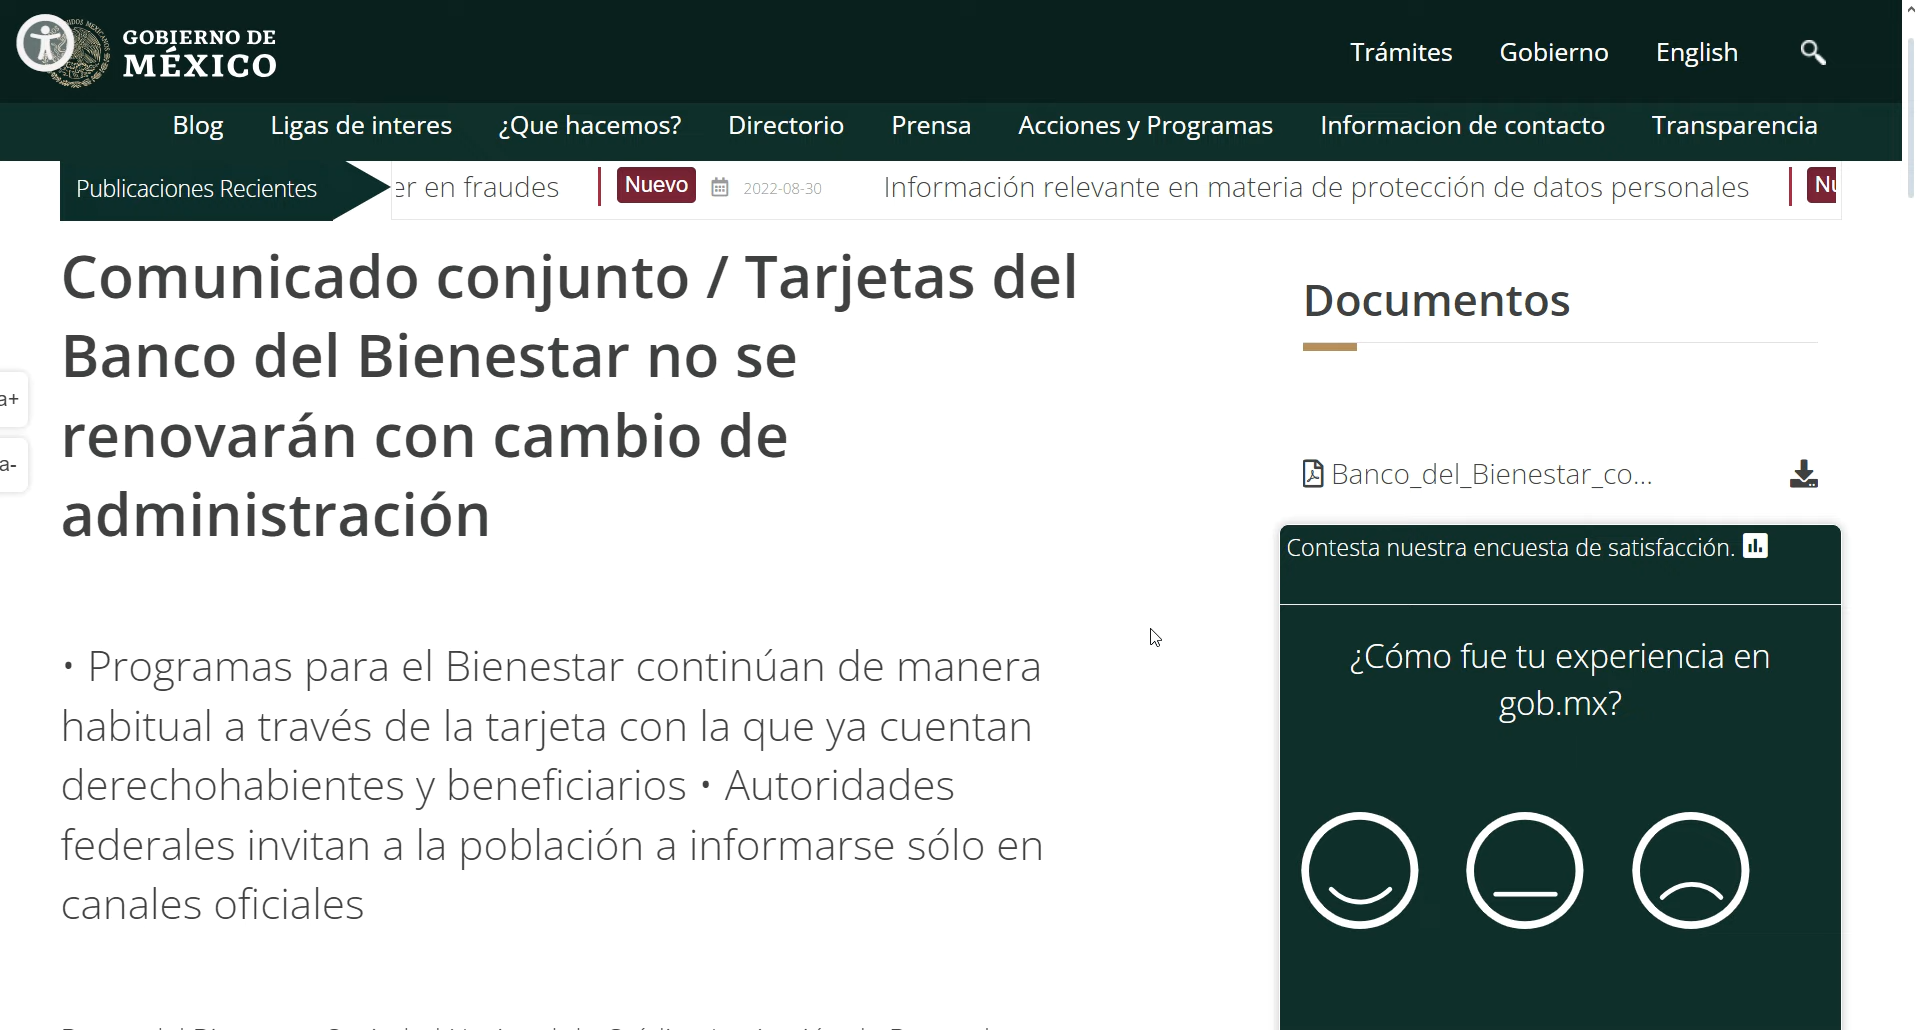 GOBIERNO DE
MÉXICO
Trámites Gobierno English
Blog Ligas de interes ¿Que hacemos? Directorio Prensa Acciones y Programas Informacion de contacto Transparencia
Publicaciones Recientes er en fraudes Nuevo 2022-08-30 Información relevante en materia de protección de datos personales
Comunicado conjunto / Tarjetas del
Banco del Bienestar no se
renovarán con cambio de
administración
a+
a-
• Programas para el Bienestar continúan de manera
habitual a través de la tarjeta con la que ya cuentan
derechohabientes y beneficiarios • Autoridades
federales invitan a la población a informarse sólo en
canales oficiales
Documentos
Banco_del_Bienestar_co...
Contesta nuestra encuesta de satisfacción.
¿Cómo fue tu experiencia en
gob.mx?